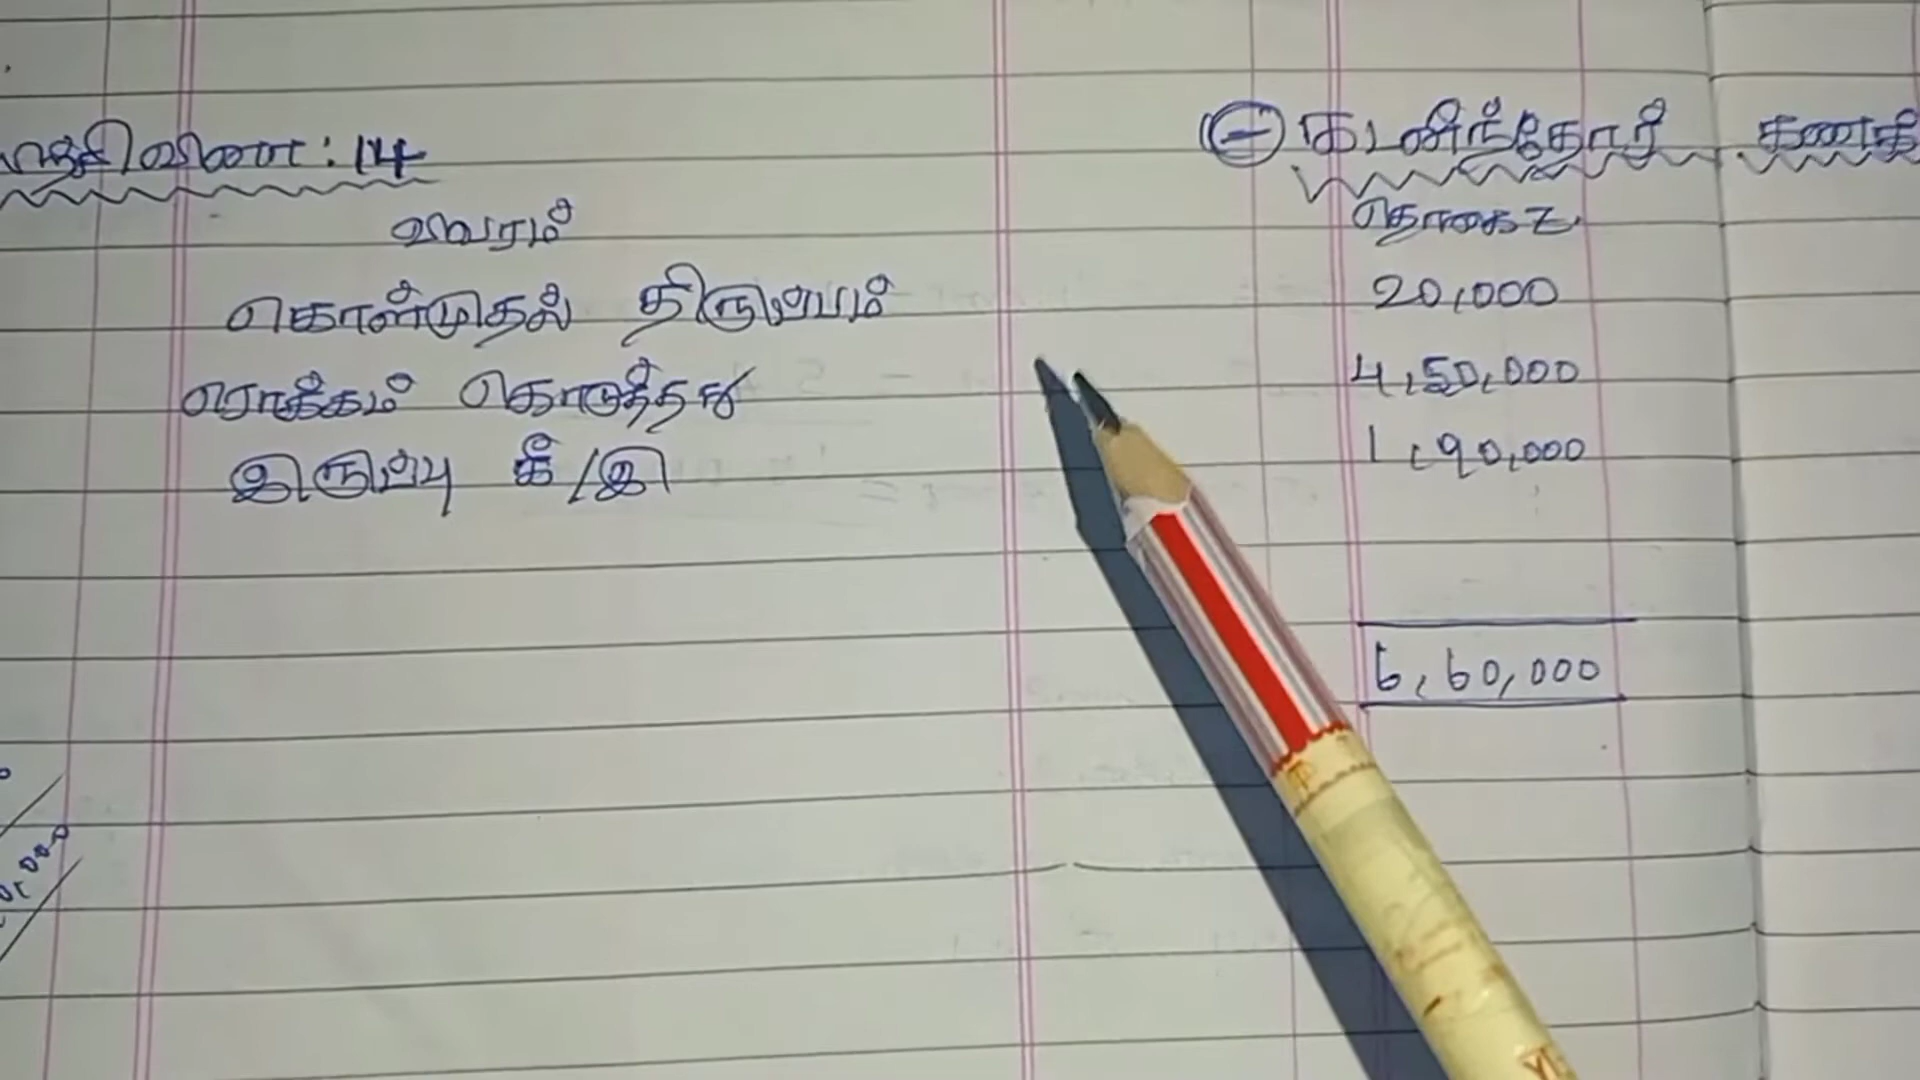 வினா : 14
⊖ கடனீந்தோர் கணக்கு
விவரம் தொகை ₹
கொள்முதல் திருப்பம் 20,000
ரொக்கம் கொடுத்தது 4,50,000
இருப்பு கீ/இ 1,90,000
6,60,000